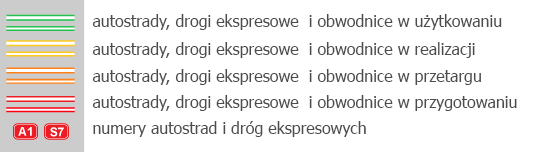 autostrady, drogi ekspresowe i obwodnice w użytkowaniu
autostrady, drogi ekspresowe i obwodnice w realizacji
autostrady, drogi ekspresowe i obwodnice w przetargu
autostrady, drogi ekspresowe i obwodnice w przygotowaniu
A1 S7 numery autostrad i dróg ekspresowych